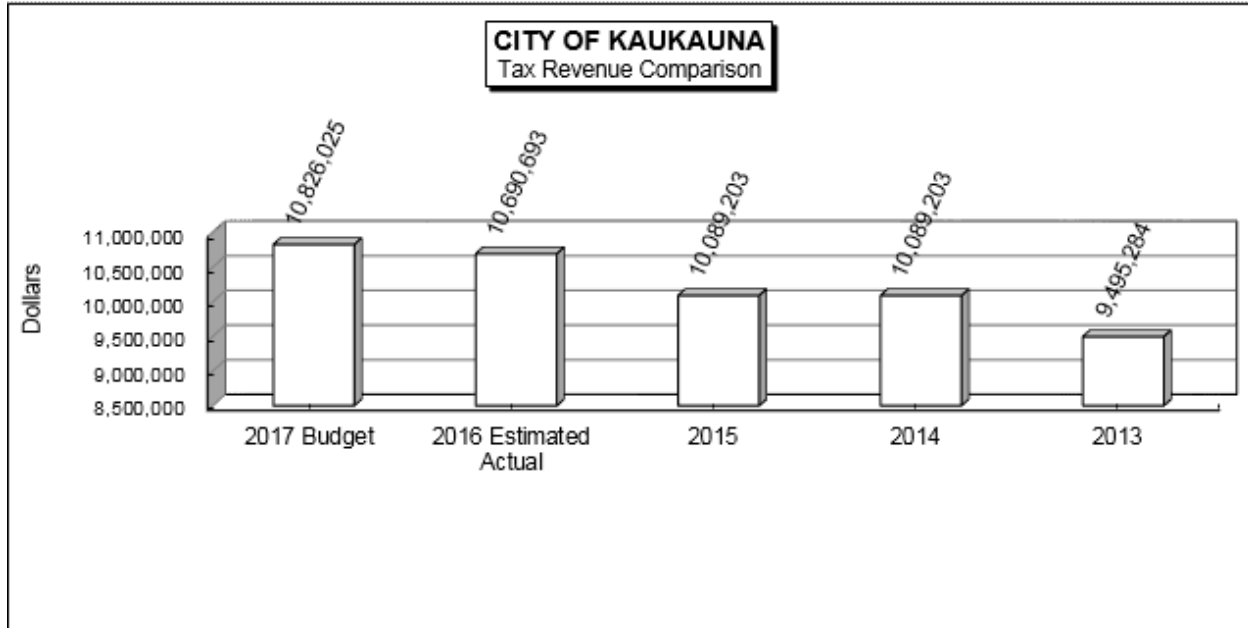 CITY OF KAUKAUNA
Tax Revenue Comparison
10,826,025
10,690,693
10,089,203
10,089,203
9,495,284
Dollars
11,000,000
10,500,000
10,000,000
9,500,000
9,000,000
8,500,000
2017 Budget
2016 Estimated
Actual
2015
2014
2013